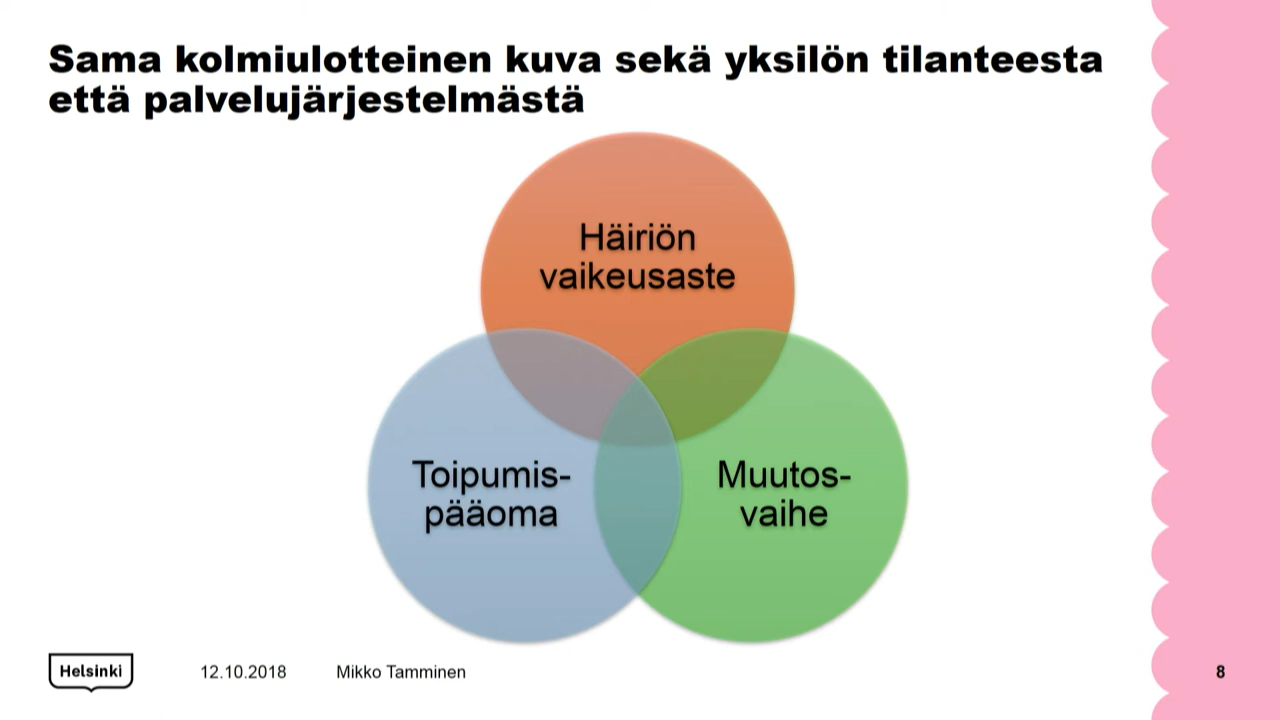 Sama kolmiulotteinen kuva sekä yksilön tilanteesta
että palvelujärjestelmästä
Häiriön
vaikeusaste
Toipumis-
pääoma
Muutos-
vaihe
Helsinki
12.10.2018
Mikko Tamminen
8